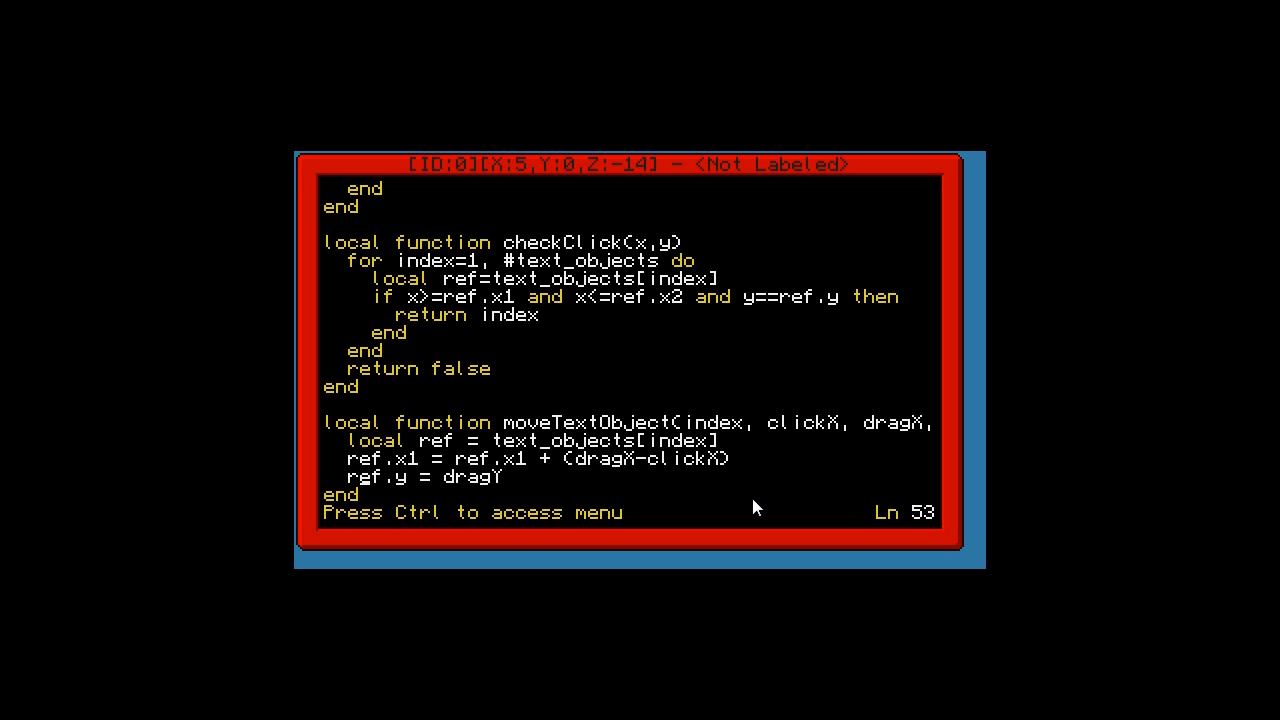 [ID:0][X:5,Y:0,Z:-14] - <Not Labeled>
  end
end
local function checkClick(x,y)
  for index=1, #text_objects do
    local ref=text_objects[index]
    if x>=ref.x1 and x<=ref.x2 and y==ref.y then
      return index
    end
  end
  return false
end
local function moveTextObject(index, clickX, dragX,
  local ref = text_objects[index]
  ref.x1 = ref.x1 + (dragX-clickX)
  ref.y = dragY
end
Press Ctrl to access menu Ln 53